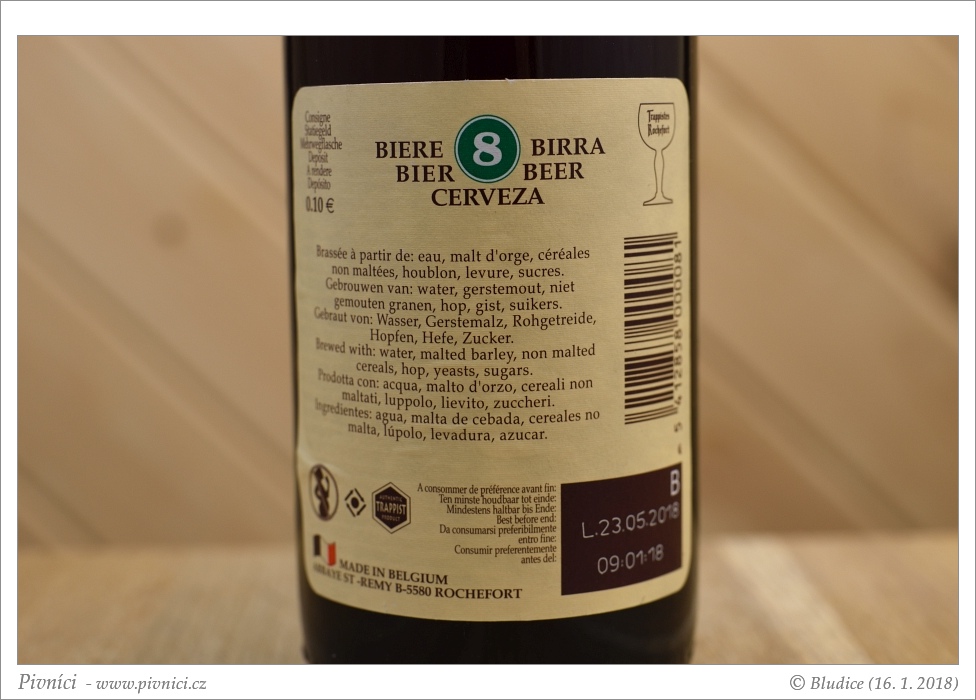 Consigne
Statiegeld
Mehrwegflasche
Deposit
A rendere
Depósito
0.10 €
BIERE 8 BIRRA
BIER BEER
CERVEZA
Trappistes
Rochefort
Brassée à partir de: eau, malt d'orge, céréales
non maltées, houblon, levure, sucres.
Gebrouwen van: water, gerstemout, niet
gemouten granen, hop, gist, suikers.
Gebraut von: Wasser, Gerstemalz, Rohgetreide,
Hopfen, Hefe, Zucker.
Brewed with: water, malted barley, non malted
cereals, hop, yeasts, sugars.
Prodotta con: acqua, malto d'orzo, cereali non
maltati, luppolo, lievito, zuccheri.
Ingredientes: agua, malta de cebada, cereales no
malta, lúpolo, levadura, azucar.
5 412858 000081
AUTHENTIC
TRAPPIST
PRODUCT
A consommer de préférence avant fin:
Ten minste houdbaar tot einde:
Mindestens haltbar bis Ende:
Best before end:
Da consumarsi preferibilmente
entro fine:
Consumir preferentemente
antes del:
B
L.23.05.2018
09:01:18
MADE IN BELGIUM
ABBAYE ST -REMY B-5580 ROCHEFORT
Pivníci - www.pivnici.cz
© Bludice (16. 1. 2018)